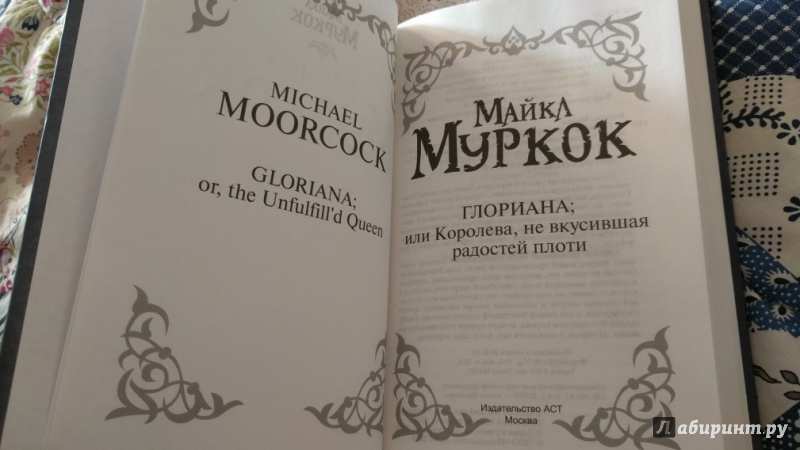 MICHAEL
MOORCOCK
GLORIANA;
or, the Unfulfill'd Queen
МАЙКЛ
МУРКОК
ГЛОРИАНА;
или Королева, не вкусившая
радостей плоти
Издательство АСТ
Москва
Лабиринт.ру